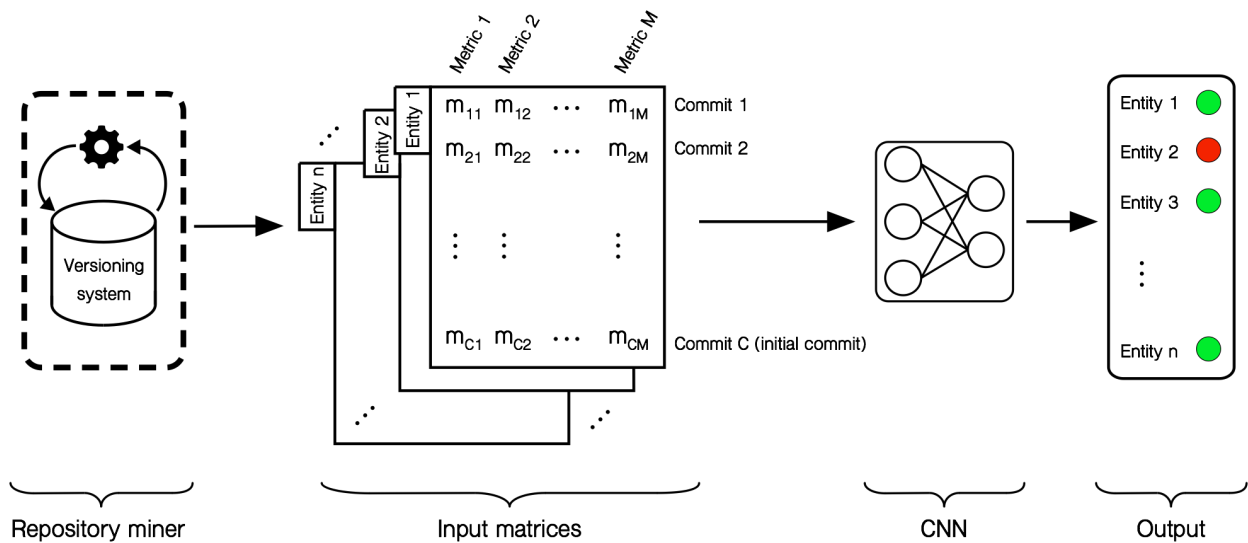 Metric 1
Metric 2
Metric M
Entity 1
Entity 2
Entity n
m11 m12 ... m1M Commit 1
m21 m22 ... m2M Commit 2
mC1 mC2 ... mCM Commit C (initial commit)
Versioning
system
Entity 1
Entity 2
Entity 3
Entity n
Repository miner
Input matrices
CNN
Output